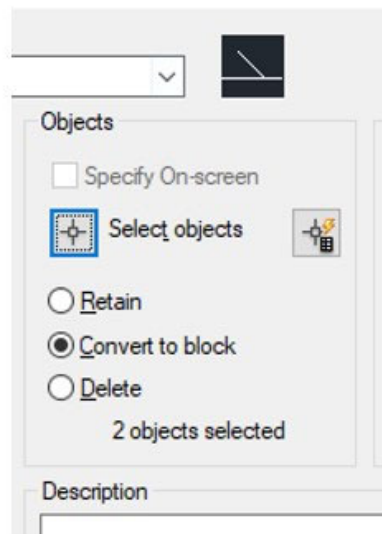 Objects
Specify On-screen
Select objects
Retain
Convert to block
Delete
2 objects selected
Description